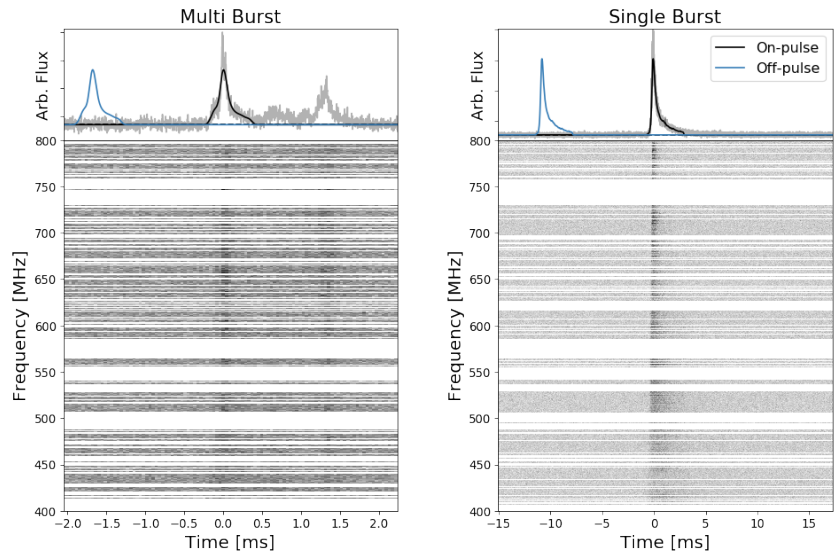 Multi Burst
Single Burst
Arb. Flux
Arb. Flux
On-pulse
Off-pulse
Frequency [MHz]
800
750
700
650
600
550
500
450
400
−2.0 −1.5 −1.0 −0.5 0.0 0.5 1.0 1.5 2.0
Time [ms]
Frequency [MHz]
800
750
700
650
600
550
500
450
400
−15 −10 −5 0 5 10 15
Time [ms]